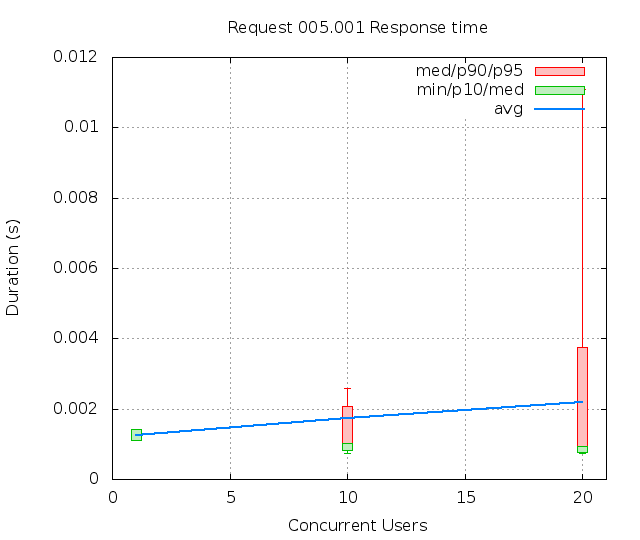 Request 005.001 Response time
0.012
0.01
0.008
0.006
0.004
0.002
0
med/p90/p95
min/p10/med
avg
Duration (s)
0 5 10 15 20
Concurrent Users